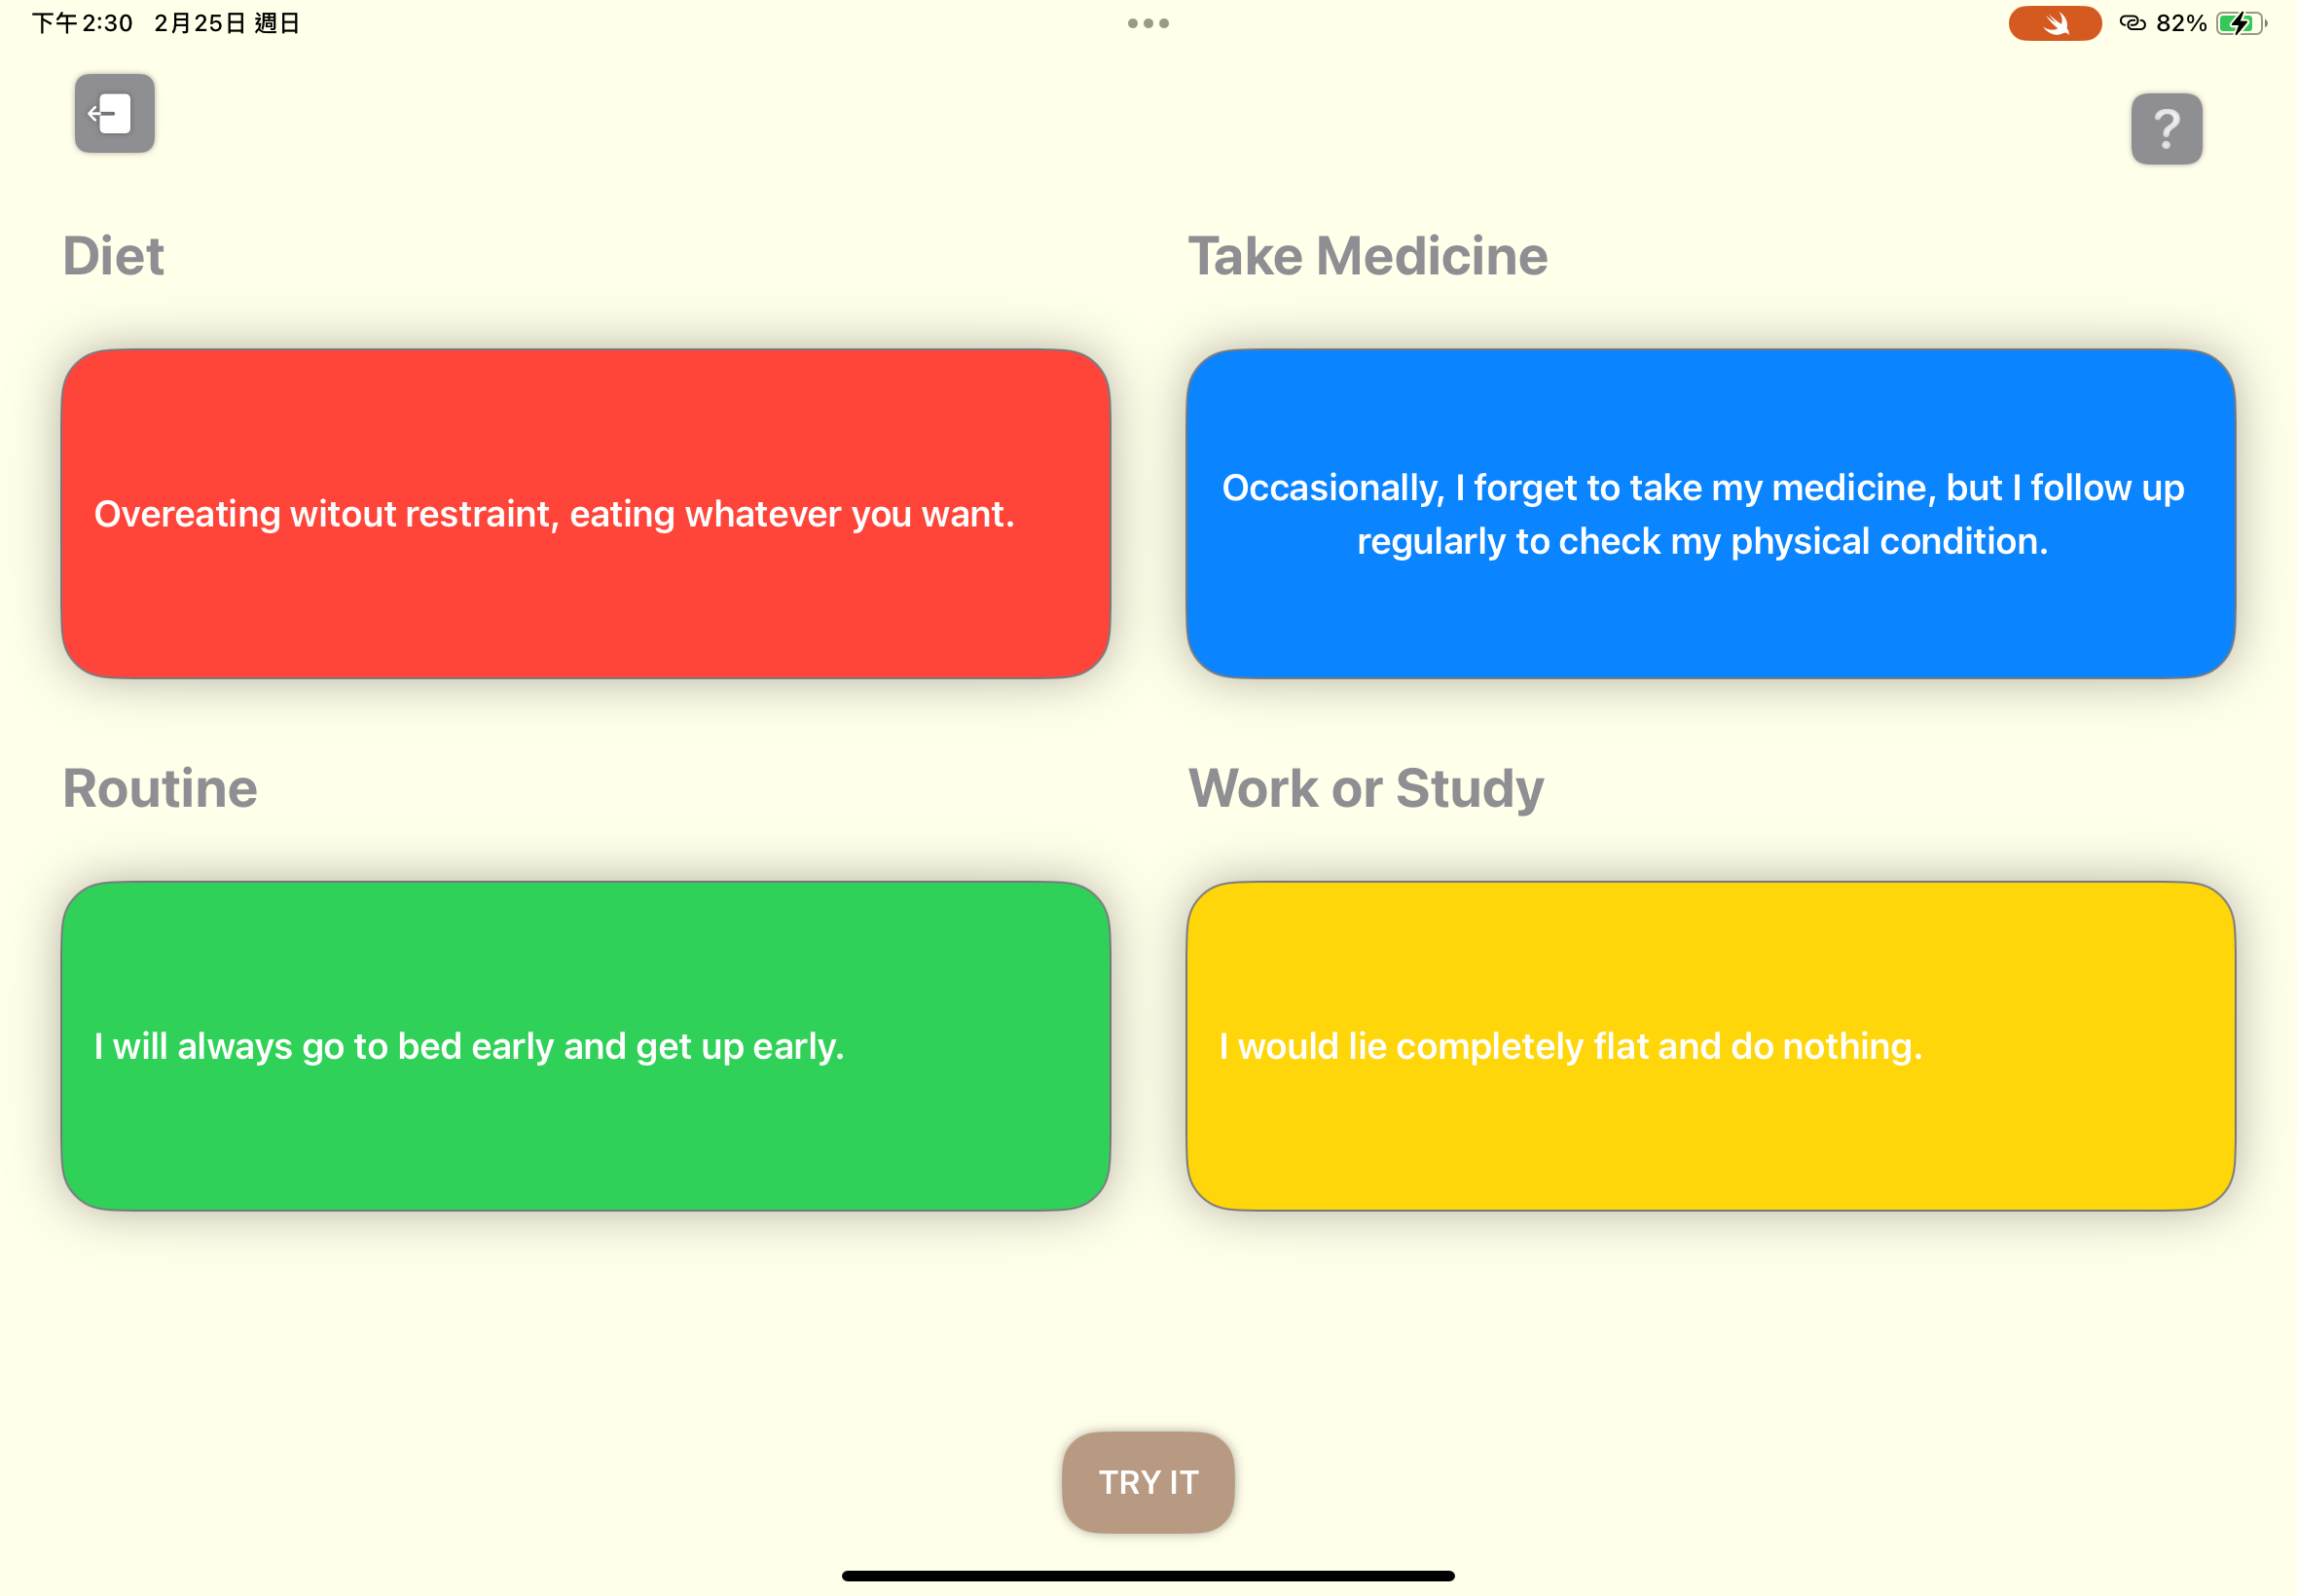 下午2:30 2月25日 週日
82%
?
Diet
Take Medicine
Overeating witout restraint, eating whatever you want.
Occasionally, I forget to take my medicine, but I follow up
regularly to check my physical condition.
Routine
Work or Study
I will always go to bed early and get up early.
I would lie completely flat and do nothing.
TRY IT